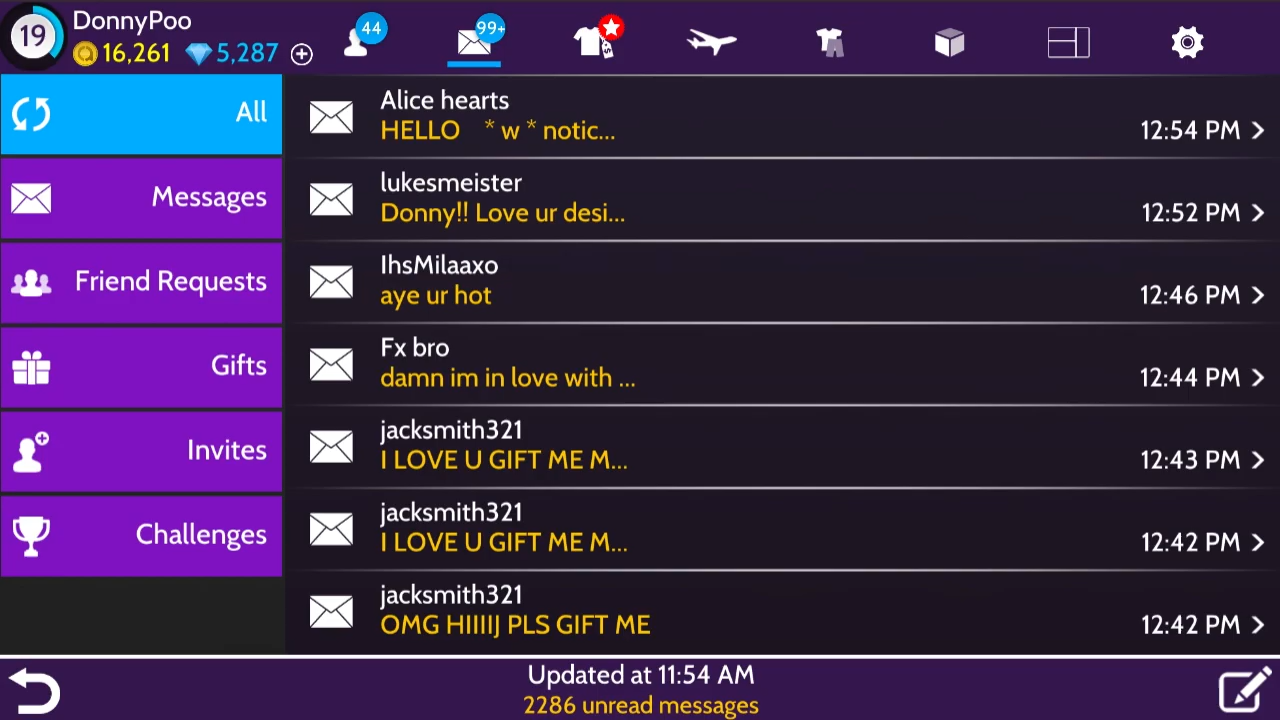 19
DonnyPoo
16,261 5,287
44
99+
All
Messages
Friend Requests
Gifts
Invites
Challenges
Alice hearts
HELLO * w * notic...
12:54 PM
lukesmeister
Donny!! Love ur desi...
12:52 PM
IhsMilaaxo
aye ur hot
12:46 PM
Fx bro
damn im in love with ...
12:44 PM
jacksmith321
I LOVE U GIFT ME M...
12:43 PM
jacksmith321
I LOVE U GIFT ME M...
12:42 PM
jacksmith321
OMG HIIIIJ PLS GIFT ME
12:42 PM
Updated at 11:54 AM
2286 unread messages